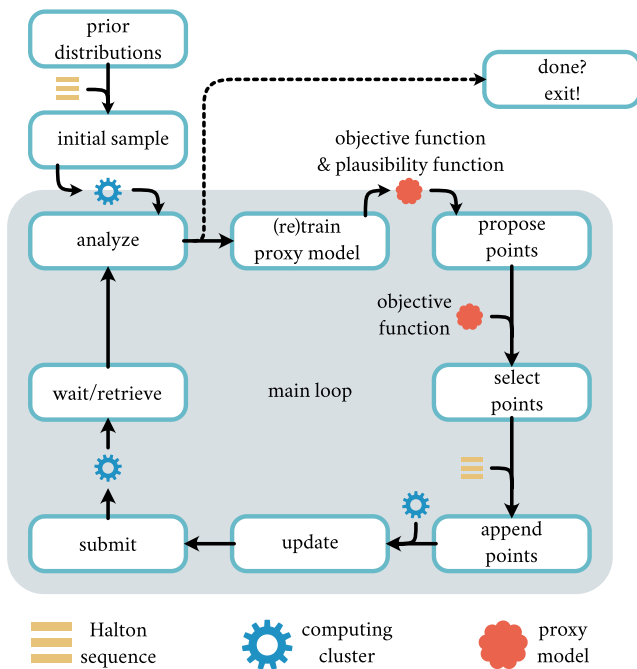 prior
distributions
done?
exit!
initial sample
objective function
& plausibility function
analyze
(re)train
proxy model
propose
points
objective
function
wait/retrieve
main loop
select
points
submit
update
append
points
Halton
sequence
computing
cluster
proxy
model